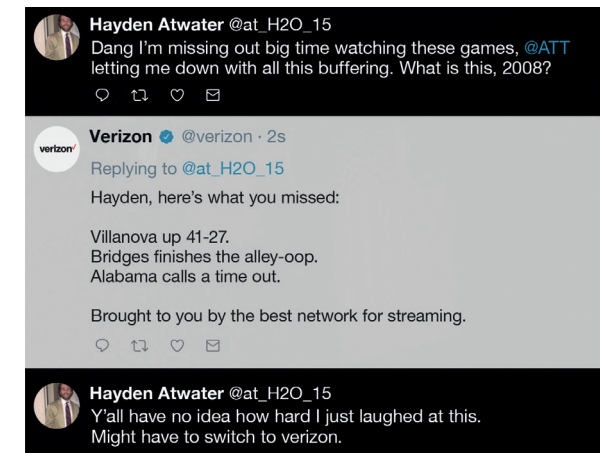 Hayden Atwater @at_H2O_15
Dang I'm missing out big time watching these games, @ATT
letting me down with all this buffering. What is this, 2008?
verizon✓
Verizon @verizon · 2s
Replying to @at_H2O_15
Hayden, here's what you missed:
Villanova up 41-27.
Bridges finishes the alley-oop.
Alabama calls a time out.
Brought to you by the best network for streaming.
Hayden Atwater @at_H2O_15
Y'all have no idea how hard I just laughed at this.
Might have to switch to verizon.